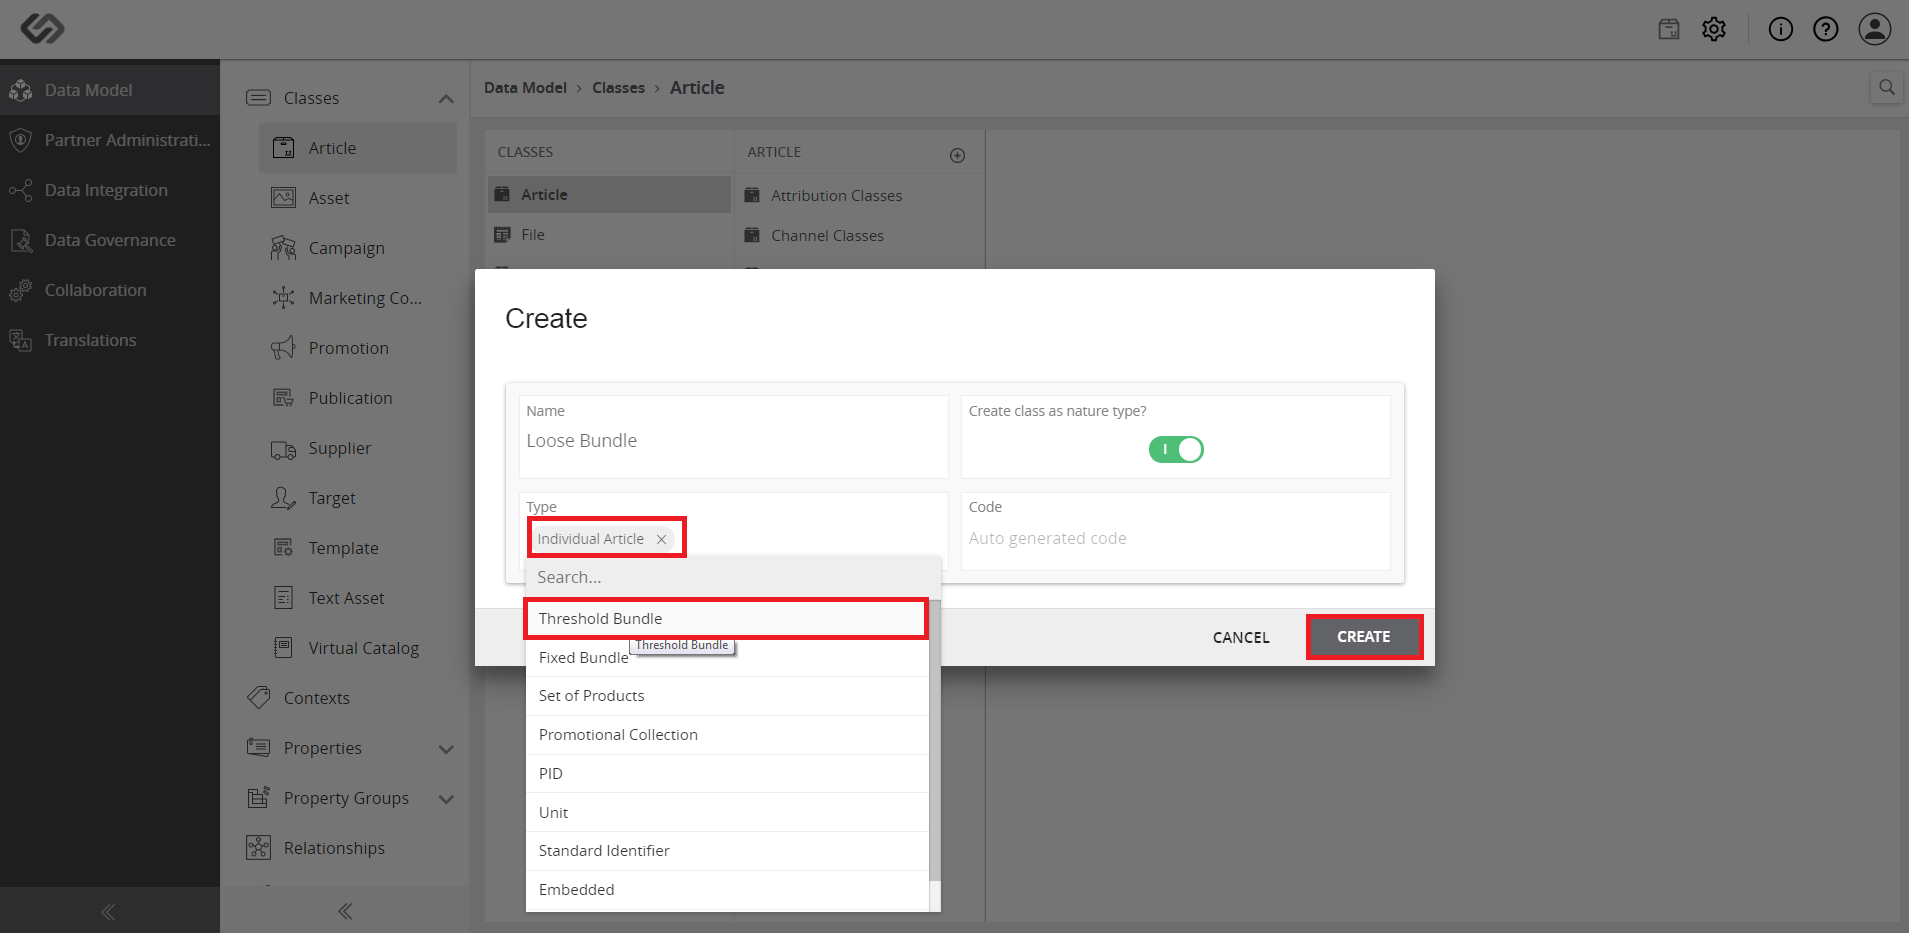 Data Model
Partner Administrati...
Data Integration
Data Governance
Collaboration
Translations
Classes
Article
Asset
Campaign
Marketing Co...
Promotion
Publication
Supplier
Target
Template
Text Asset
Virtual Catalog
Contexts
Properties
Property Groups
Relationships
Data Model › Classes › Article
CLASSES
Article
File
ARTICLE
Attribution Classes
Channel Classes
Create
Name
Loose Bundle
Create class as nature type?
Type
Individual Article
Code
Auto generated code
Search...
Threshold Bundle
Threshold Bundle
Fixed Bundle
Set of Products
Promotional Collection
PID
Unit
Standard Identifier
Embedded
CANCEL
CREATE